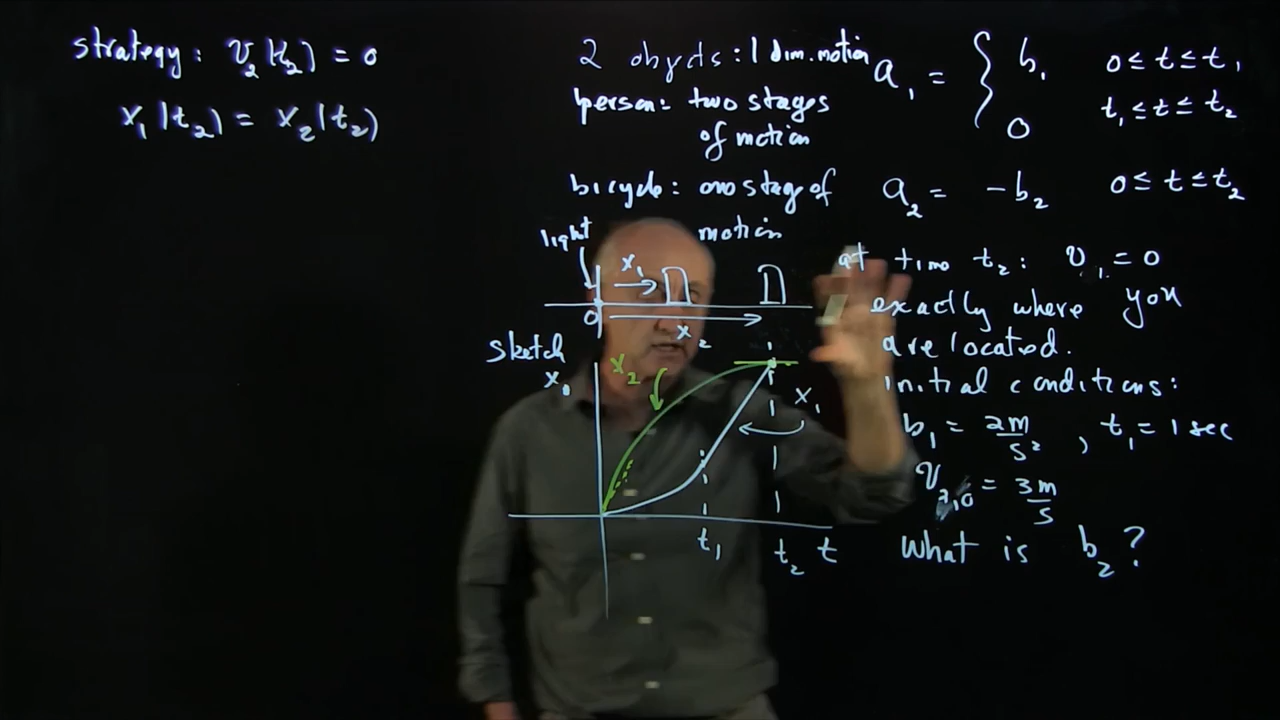 strategy: v₂(t₂) = 0
x₁(t₂) = x₂(t₂)
2 objects: 1 dim. motion
person: two stages
of motion
bicycle: one stage of
motion
light
x₁
0
x₂
sketch
x₂
x₁
t₁
t₂ t
a₁ = { b₁ 0 ≤ t ≤ t₁
0 t₁ ≤ t ≤ t₂
a₂ = -b₂ 0 ≤ t ≤ t₂
at time t₂: v₁ = 0
exactly where you
are located.
initial conditions:
b₁ = 2m/s², t₁ = 1 sec
= 3m/s
What is b₂?